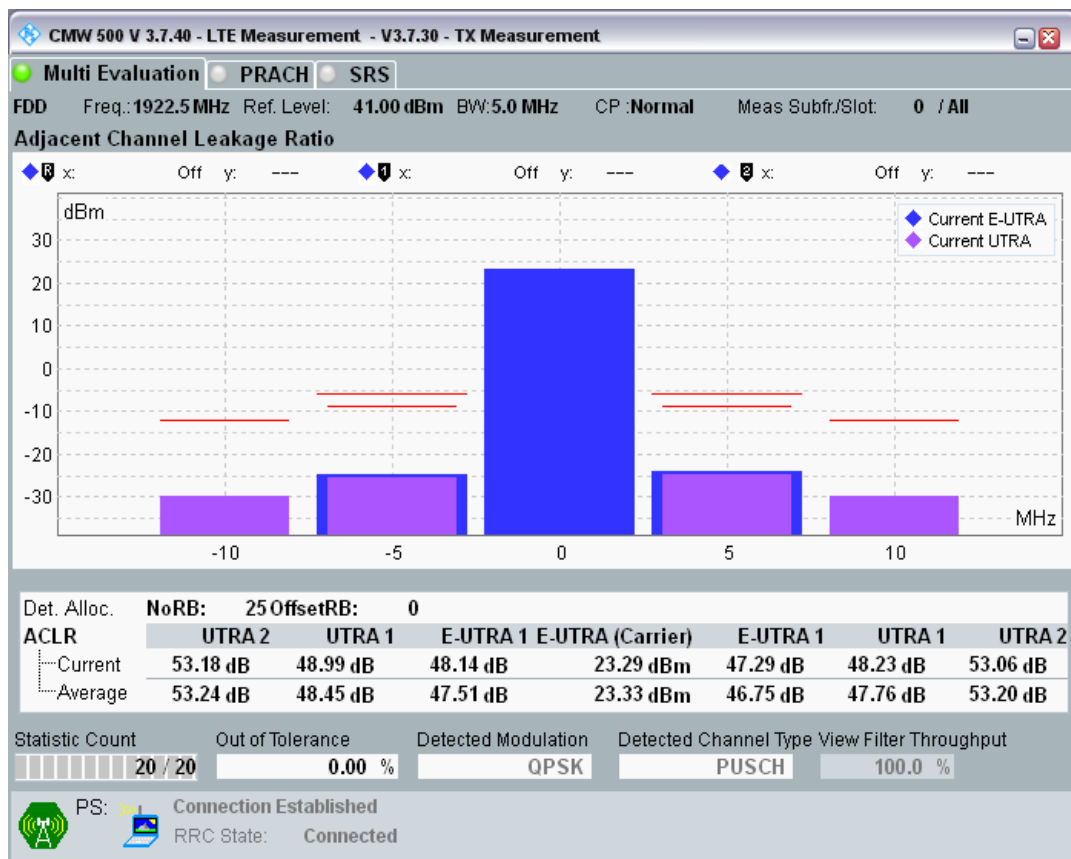 CMW 500 V 3.7.40 - LTE Measurement - V3.7.30 - TX Measurement
Multi Evaluation PRACH SRS
FDD Freq.:1922.5 MHz Ref. Level: 41.00 dBm BW:5.0 MHz CP :Normal Meas Subfr./Slot: 0 / All
Adjacent Channel Leakage Ratio
R x: Off y: --- 1 x: Off y: --- 2 x: Off y: ---
dBm
Current E-UTRA
Current UTRA
30
20
10
0
-10
-20
-30
MHz
-10 -5 0 5 10
Det. Alloc. NoRB: 25 OffsetRB: 0
ACLR UTRA 2 UTRA 1 E-UTRA 1 E-UTRA (Carrier) E-UTRA 1 UTRA 1 UTRA 2
Current 53.18 dB 48.99 dB 48.14 dB 23.29 dBm 47.29 dB 48.23 dB 53.06 dB
Average 53.24 dB 48.45 dB 47.51 dB 23.33 dBm 46.75 dB 47.76 dB 53.20 dB
Statistic Count Out of Tolerance Detected Modulation Detected Channel Type View Filter Throughput
20 / 20 0.00 % QPSK PUSCH 100.0 %
PS: Connection Established
RRC State: Connected